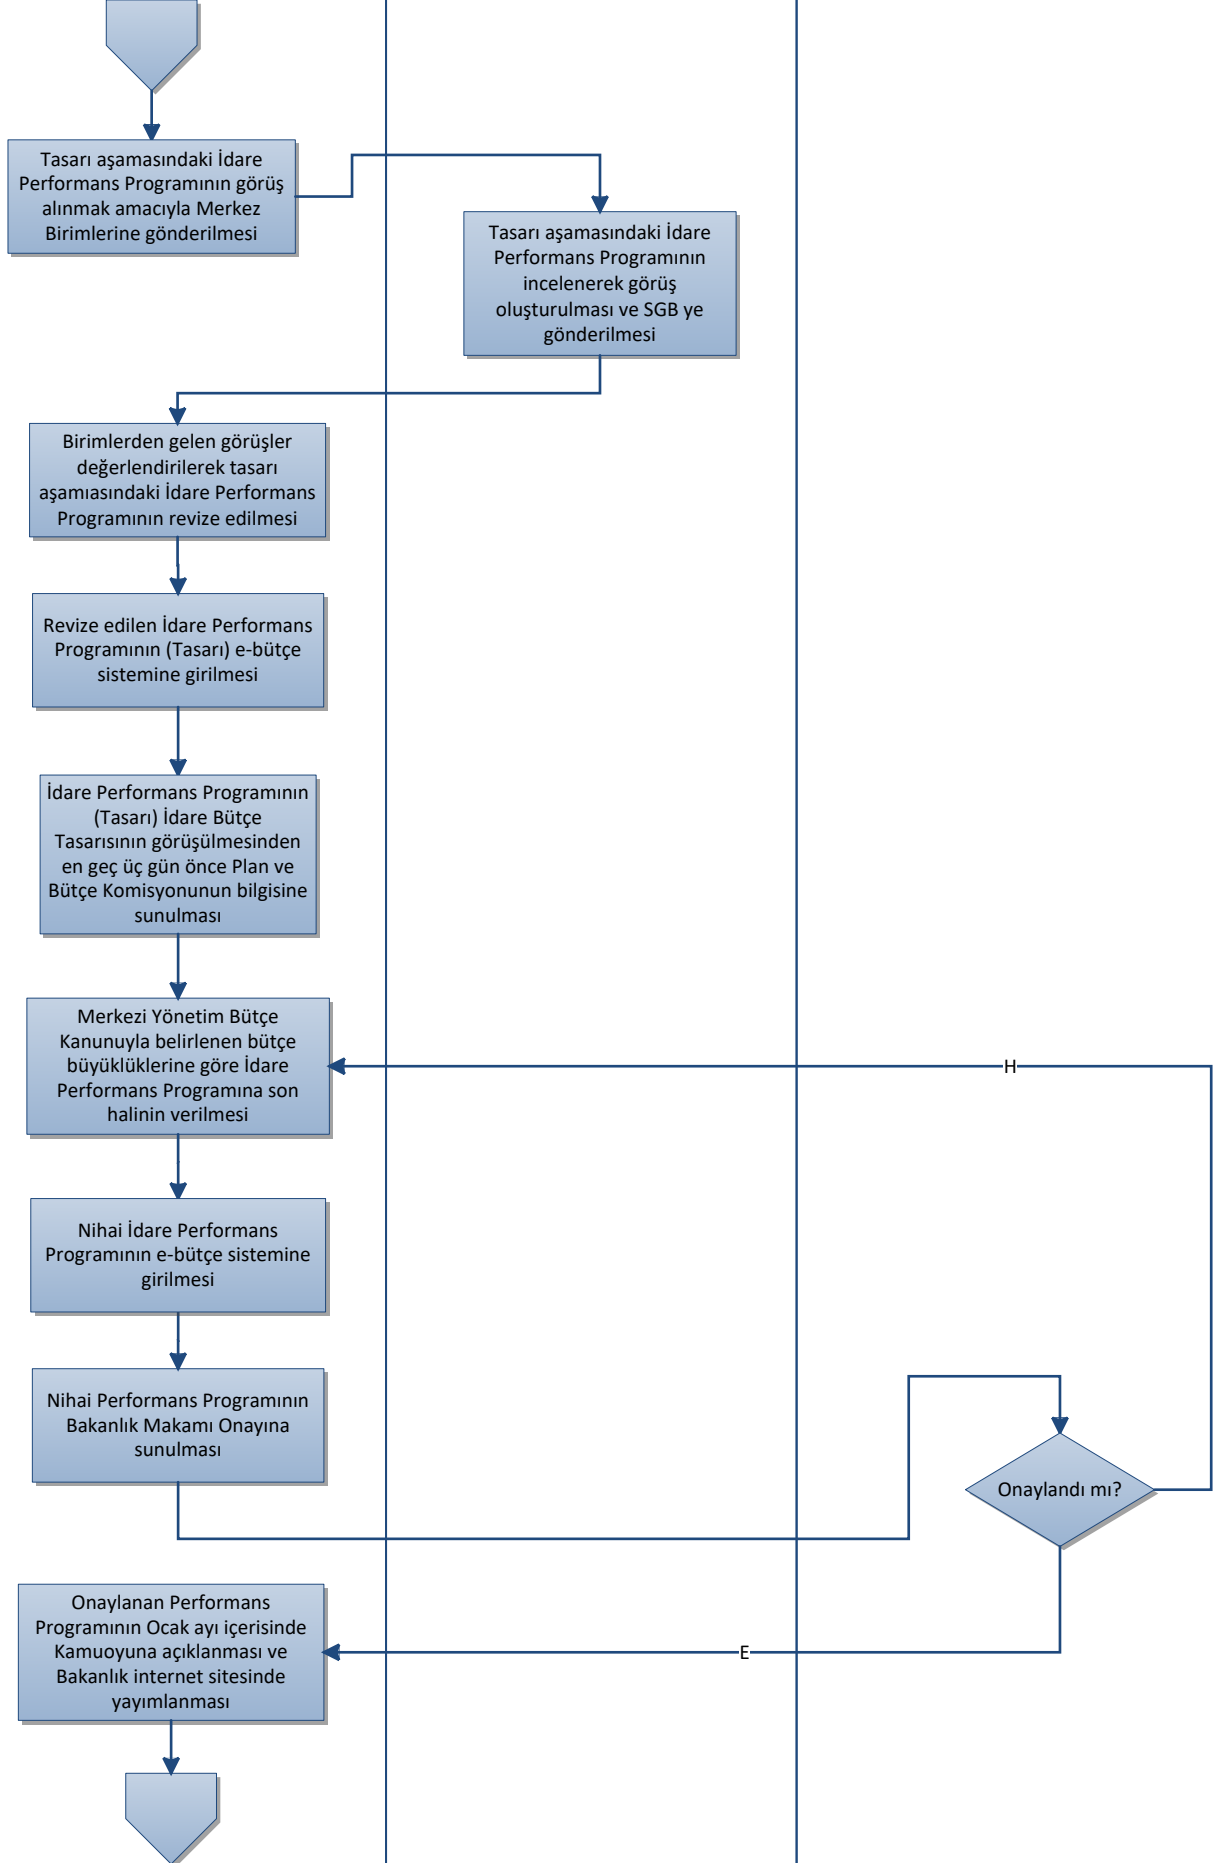 Tasarı aşamasındaki İdare
Performans Programının görüş
alınmak amacıyla Merkez
Birimlerine gönderilmesi
Tasarı aşamasındaki İdare
Performans Programının
incelenerek görüş
oluşturulması ve SGB ye
gönderilmesi
Birimlerden gelen görüşler
değerlendirilerek tasarı
aşamıasındaki İdare Performans
Programının revize edilmesi
Revize edilen İdare Performans
Programının (Tasarı) e-bütçe
sistemine girilmesi
İdare Performans Programının
(Tasarı) İdare Bütçe
Tasarısının görüşülmesinden
en geç üç gün önce Plan ve
Bütçe Komisyonunun bilgisine
sunulması
Merkezi Yönetim Bütçe
Kanunuyla belirlenen bütçe
büyüklüklerine göre İdare
Performans Programına son
halinin verilmesi
H
Nihai İdare Performans
Programının e-bütçe sistemine
girilmesi
Nihai Performans Programının
Bakanlık Makamı Onayına
sunulması
Onaylandı mı?
Onaylanan Performans
Programının Ocak ayı içerisinde
Kamuoyuna açıklanması ve
Bakanlık internet sitesinde
yayımlanması
E